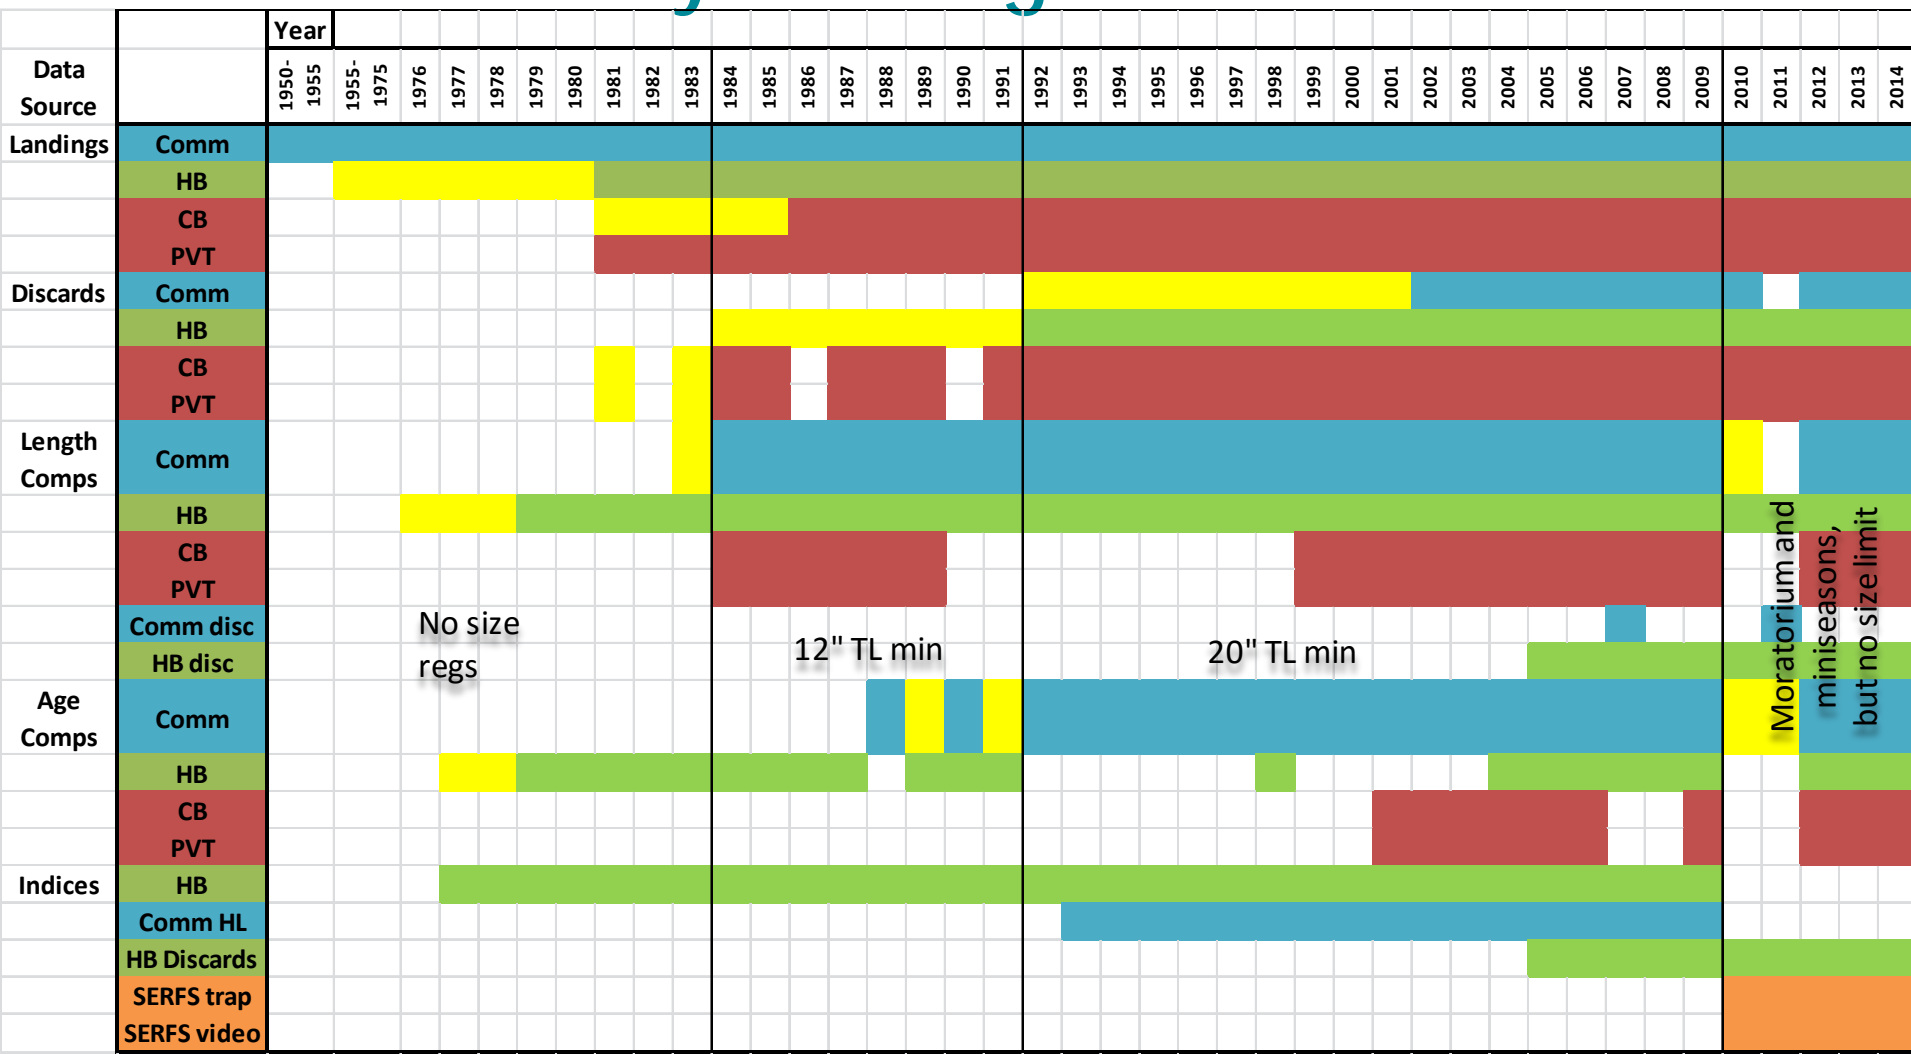 Year
Data
Source
1950-
1955
1955-
1975
1976
1977
1978
1979
1980
1981
1982
1983
1984
1985
1986
1987
1988
1989
1990
1991
1992
1993
1994
1995
1996
1997
1998
1999
2000
2001
2002
2003
2004
2005
2006
2007
2008
2009
2010
2011
2012
2013
2014
Landings Comm
HB
CB
PVT
Discards Comm
HB
CB
PVT
Length
Comps
Comm
HB
CB
PVT
Comm disc
HB disc
No size
regs
12" TL min
20" TL min
Moratorium and
miniseasons,
but no size limit
Age
Comps
Comm
HB
CB
PVT
Indices HB
Comm HL
HB Discards
SERFS trap
SERFS video